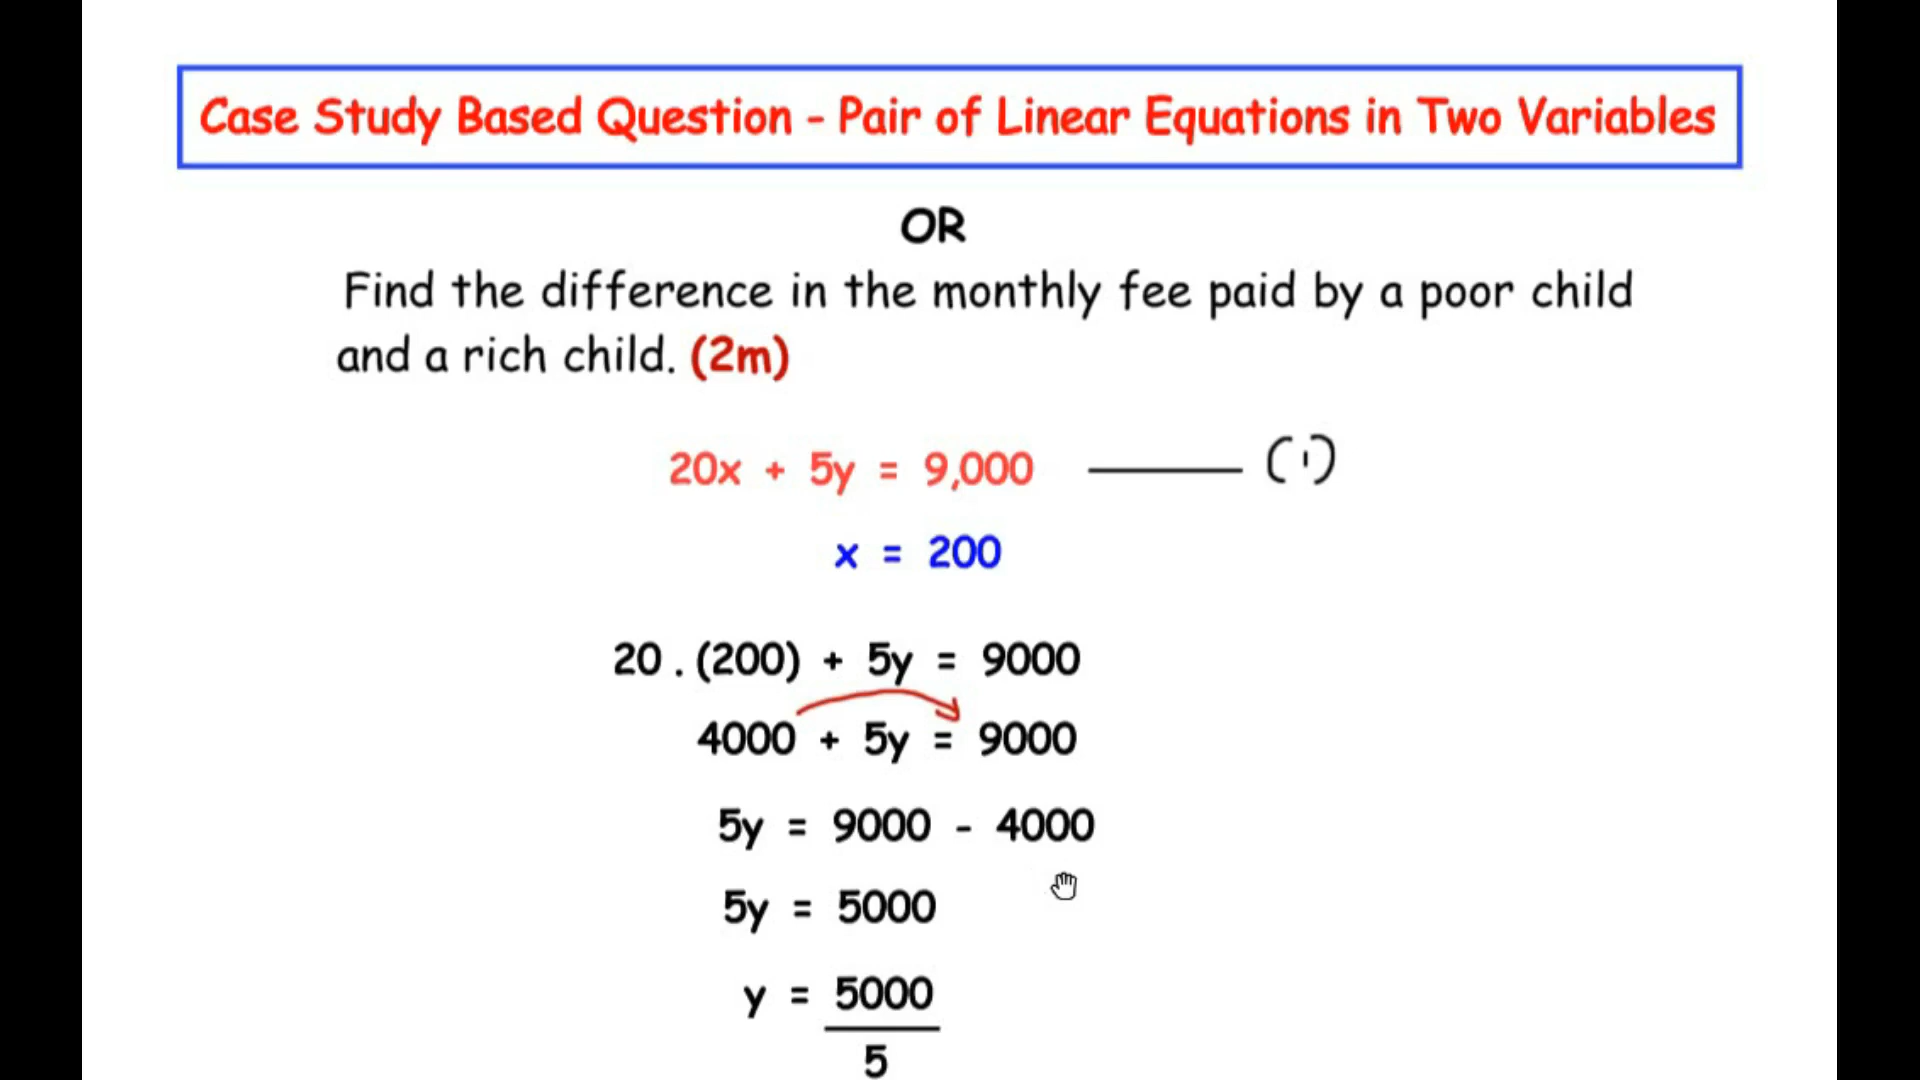 Case Study Based Question - Pair of Linear Equations in Two Variables
OR
Find the difference in the monthly fee paid by a poor child
and a rich child. (2m)
20x + 5y = 9,000 ——— (1)
x = 200
20 . (200) + 5y = 9000
4000 + 5y = 9000
5y = 9000 - 4000
5y = 5000
y = 5000
5